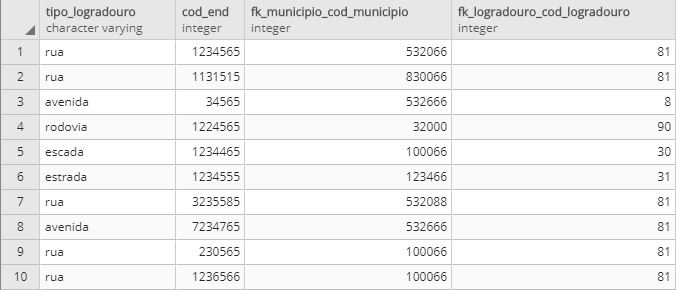 tipo_logradouro cod_end fk_municipio_cod_municipio fk_logradouro_cod_logradouro
character varying integer integer integer
1 rua 1234565 532066 81
2 rua 1131515 830066 81
3 avenida 34565 532666 8
4 rodovia 1224565 32000 90
5 escada 1234465 100066 30
6 estrada 1234555 123466 31
7 rua 3235585 532088 81
8 avenida 7234765 532666 81
9 rua 230565 100066 81
10 rua 1236566 100066 81